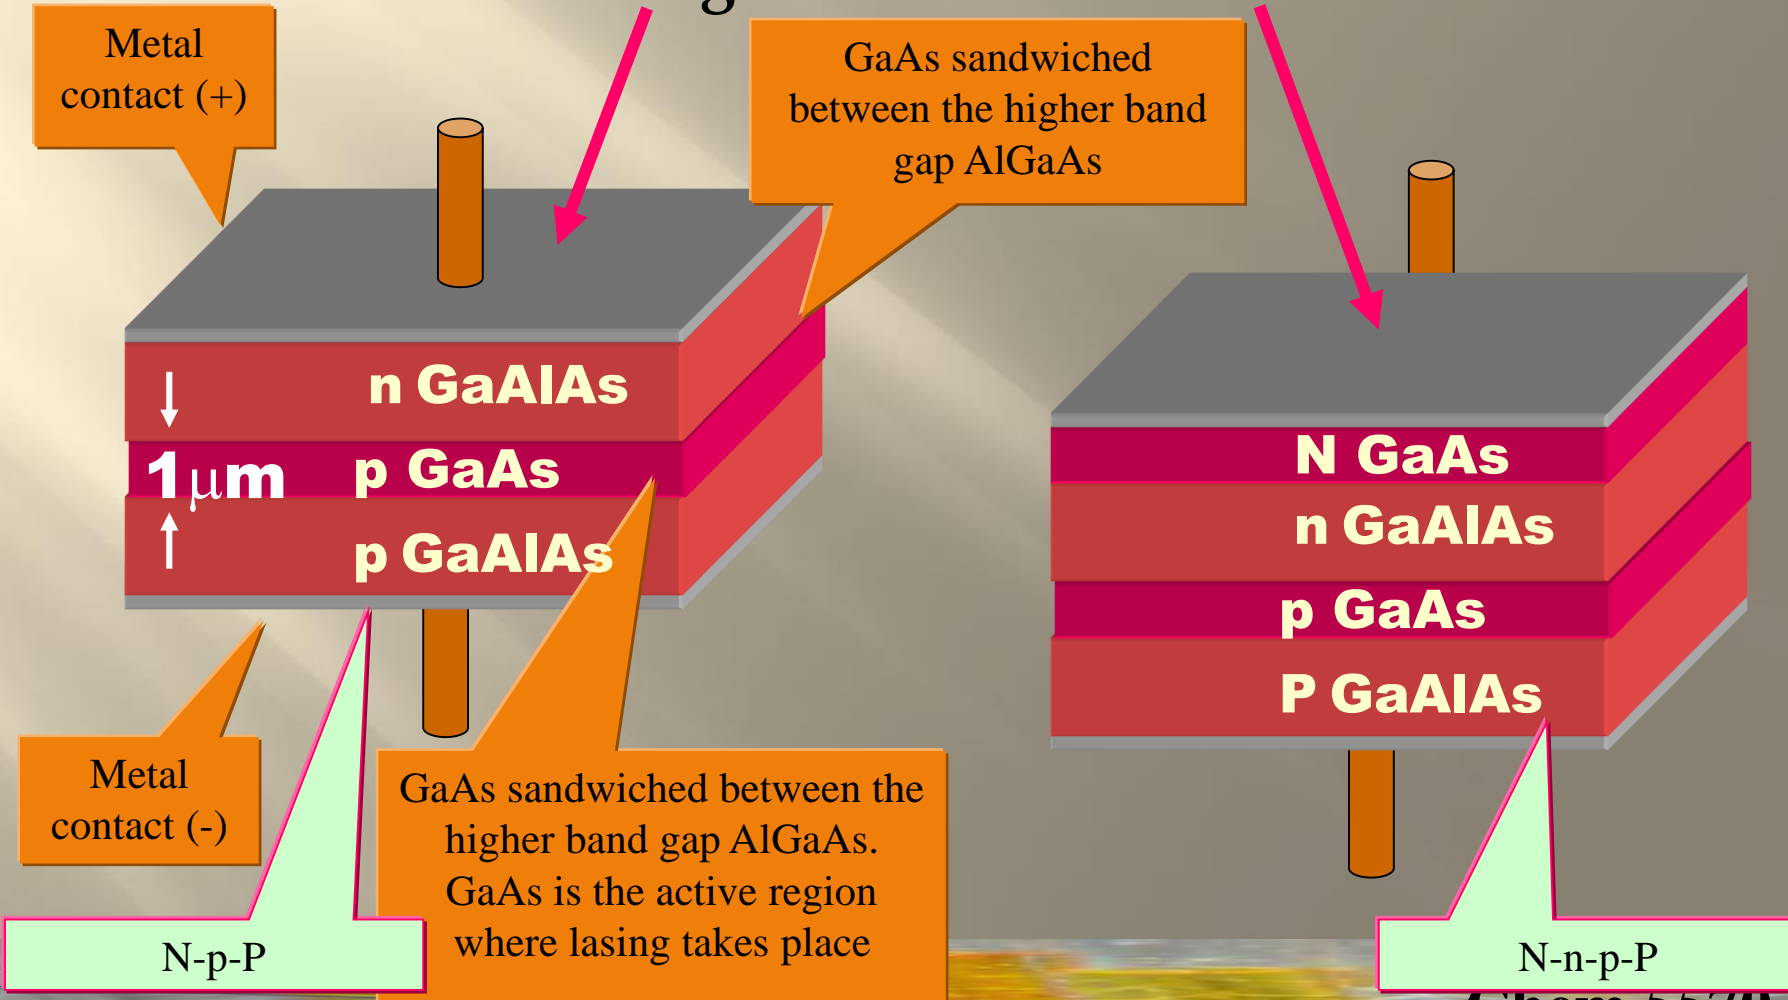 Metal
contact (+)
GaAs sandwiched
between the higher band
gap AlGaAs
n GaAlAs
p GaAs
1μm
p GaAlAs
N GaAs
n GaAlAs
p GaAs
P GaAlAs
Metal
contact (-)
GaAs sandwiched between the
higher band gap AlGaAs.
GaAs is the active region
where lasing takes place
N-p-P
N-n-p-P